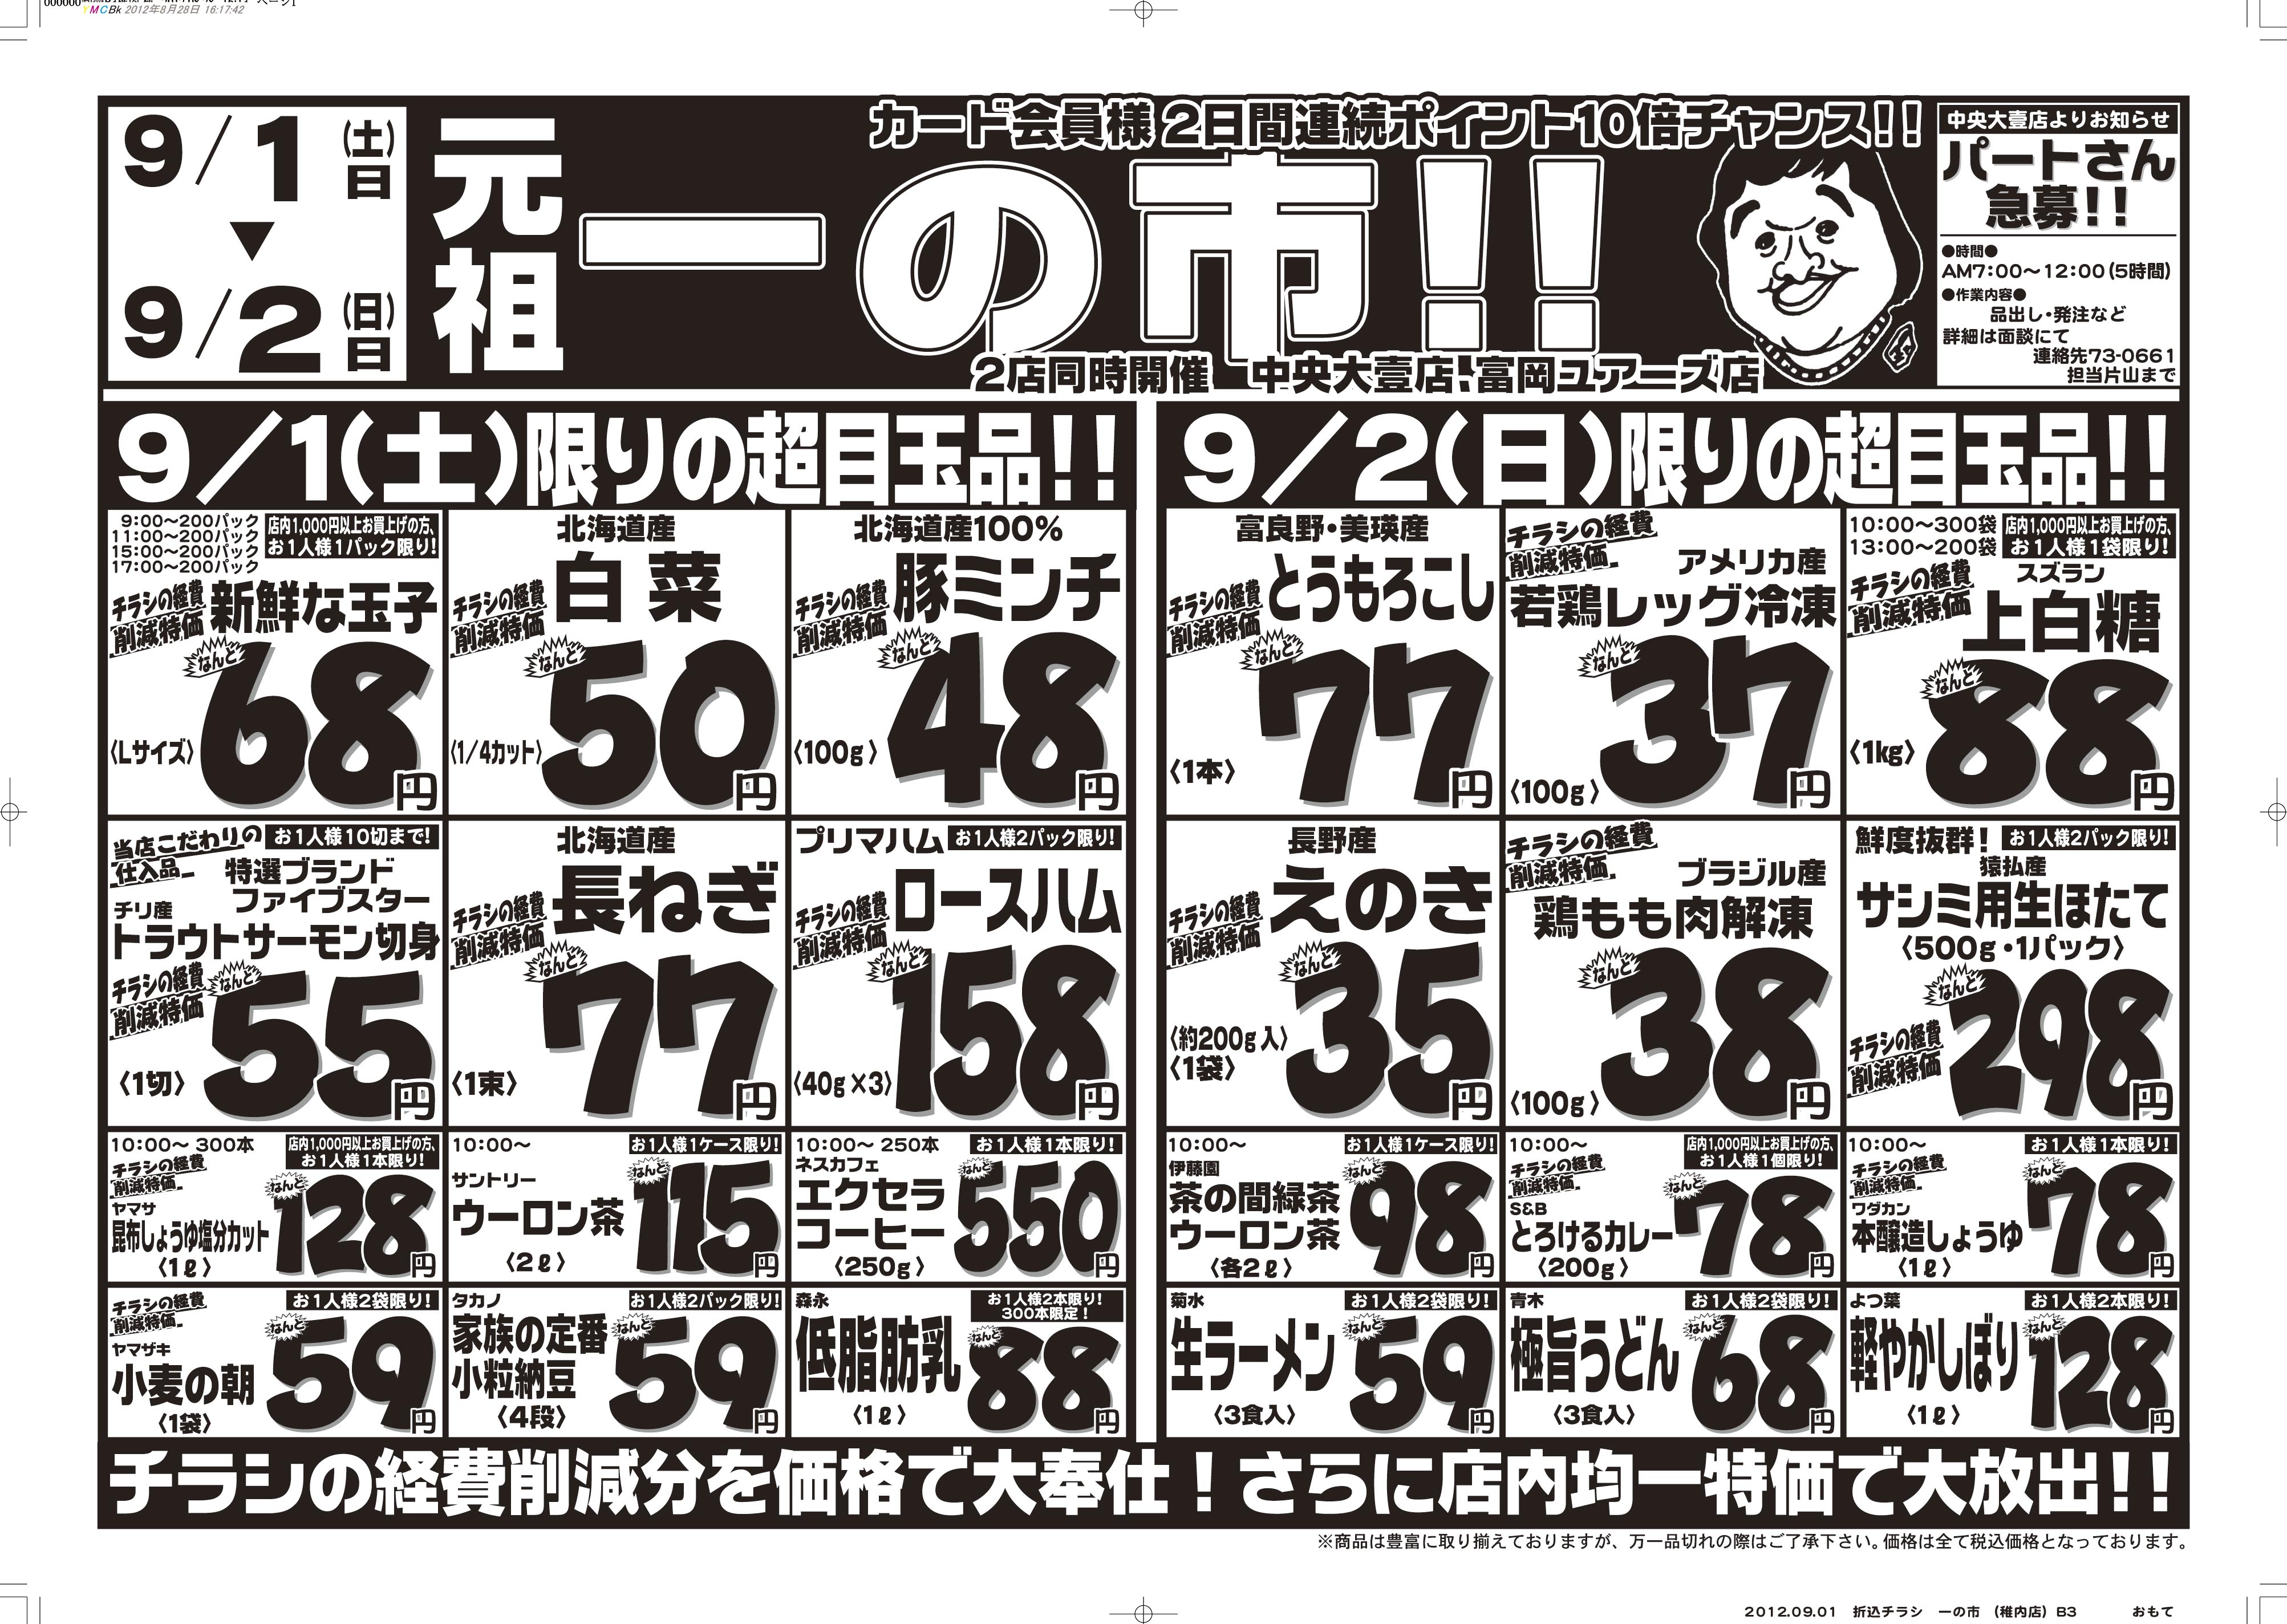 YMCBk 2012年8月28日 16:17:42
9/1(土)日
▼
9/2(日)日
元祖
一の市!!
カード会員様2日間連続ポイント10倍チャンス!!
2店同時開催 中央大壹店・富岡ユアーズ店
中央大壹店よりお知らせ
パートさん
急募!!
●時間●
AM7:00〜12:00(5時間)
●作業内容●
品出し・発注など
詳細は面談にて
連絡先73-0661
担当片山まで
9/1(土)限りの超目玉品!!
9:00〜200パック
11:00〜200パック
15:00〜200パック
17:00〜200パック
店内1,000円以上お買上げの方、
お1人様1パック限り!
チラシの経費
削減特価
新鮮な玉子
なんと
〈Lサイズ〉
68円
北海道産
白菜
チラシの経費
削減特価
なんと
〈1/4カット〉
50円
北海道産100%
豚ミンチ
チラシの経費
削減特価
なんと
〈100g〉
48円
当店こだわりの
仕入品
お1人様10切まで!
特選ブランド
ファイブスター
チリ産
トラウトサーモン切身
チラシの経費
削減特価
なんと
〈1切〉
55円
北海道産
長ねぎ
チラシの経費
削減特価
なんと
〈1束〉
77円
プリマハム
お1人様2パック限り!
ロースハム
チラシの経費
削減特価
なんと
〈40g×3〉
158円
10:00〜 300本
店内1,000円以上お買上げの方、
お1人様1本限り!
チラシの経費
削減特価
ヤマサ
昆布しょうゆ塩分カット
〈1ℓ〉
なんと
128円
10:00〜
お1人様1ケース限り!
サントリー
ウーロン茶
〈2ℓ〉
なんと
115円
10:00〜 250本
お1人様1本限り!
ネスカフェ
エクセラ
コーヒー
〈250g〉
なんと
550円
チラシの経費
削減特価
お1人様2袋限り!
ヤマザキ
小麦の朝
〈1袋〉
なんと
59円
タカノ
お1人様2パック限り!
家族の定番
小粒納豆
〈4段〉
なんと
59円
森永
お1人様2本限り!
300本限定!
低脂肪乳
〈1ℓ〉
なんと
88円
9/2(日)限りの超目玉品!!
富良野・美瑛産
とうもろこし
チラシの経費
削減特価
なんと
〈1本〉
77円
チラシの経費
削減特価
アメリカ産
若鶏レッグ冷凍
なんと
〈100g〉
37円
10:00〜300袋
13:00〜200袋
店内1,000円以上お買上げの方、
お1人様1袋限り!
チラシの経費
削減特価
スズラン
上白糖
なんと
〈1kg〉
88円
長野産
えのき
チラシの経費
削減特価
なんと
〈約200g入〉
〈1袋〉
35円
チラシの経費
削減特価
ブラジル産
鶏もも肉解凍
なんと
〈100g〉
38円
鮮度抜群!
お1人様2パック限り!
猿払産
サシミ用生ほたて
〈500g・1パック〉
なんと
チラシの経費
削減特価
298円
10:00〜
お1人様1ケース限り!
伊藤園
茶の間緑茶
ウーロン茶
〈各2ℓ〉
なんと
98円
10:00〜
店内1,000円以上お買上げの方、
お1人様1個限り!
チラシの経費
削減特価
S&B
とろけるカレー
〈200g〉
なんと
78円
10:00〜
お1人様1本限り!
チラシの経費
削減特価
ワダカン
本醸造しょうゆ
〈1ℓ〉
なんと
78円
菊水
お1人様2袋限り!
生ラーメン
〈3食入〉
なんと
59円
青木
お1人様2袋限り!
極旨うどん
〈3食入〉
なんと
68円
よつ葉
お1人様2本限り!
軽やかしぼり
〈1ℓ〉
なんと
128円
チラシの経費削減分を価格で大奉仕!さらに店内均一特価で大放出!!
※商品は豊富に取り揃えておりますが、万一品切れの際はご了承下さい。価格は全て税込価格となっております。
2012.09.01 折込チラシ 一の市 (稚内店) B3 おもて